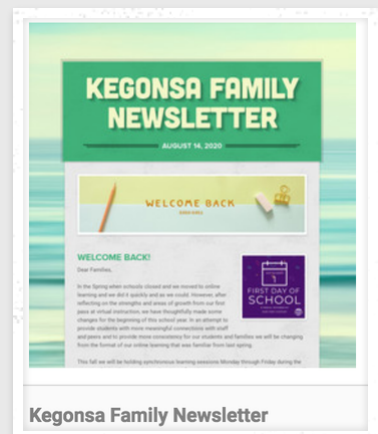 KEGONSA FAMILY
NEWSLETTER
AUGUST 14, 2020
WELCOME BACK
WELCOME BACK!
Dear Families,
FIRST DAY OF
SCHOOL
In the Spring when schools closed and we moved to online
learning and we did it quickly and as we could. However, after
reflecting on the strengths and areas of growth from our first
pass at virtual instruction, we have thoughtfully made some
changes for the beginning of this school year. In an attempt to
provide students with more meaningful connections with staff
and peers and to provide more consistency for our students and families we will be changing
from the format of our online learning that was familiar from last spring.
This fall we will be holding synchronous learning sessions Monday through Friday during the
Kegonsa Family Newsletter